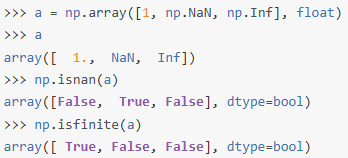 >>> a = np.array([1, np.NaN, np.Inf], float)
>>> a
array([  1.,  NaN,  Inf])
>>> np.isnan(a)
array([False,  True, False], dtype=bool)
>>> np.isfinite(a)
array([ True, False, False], dtype=bool)